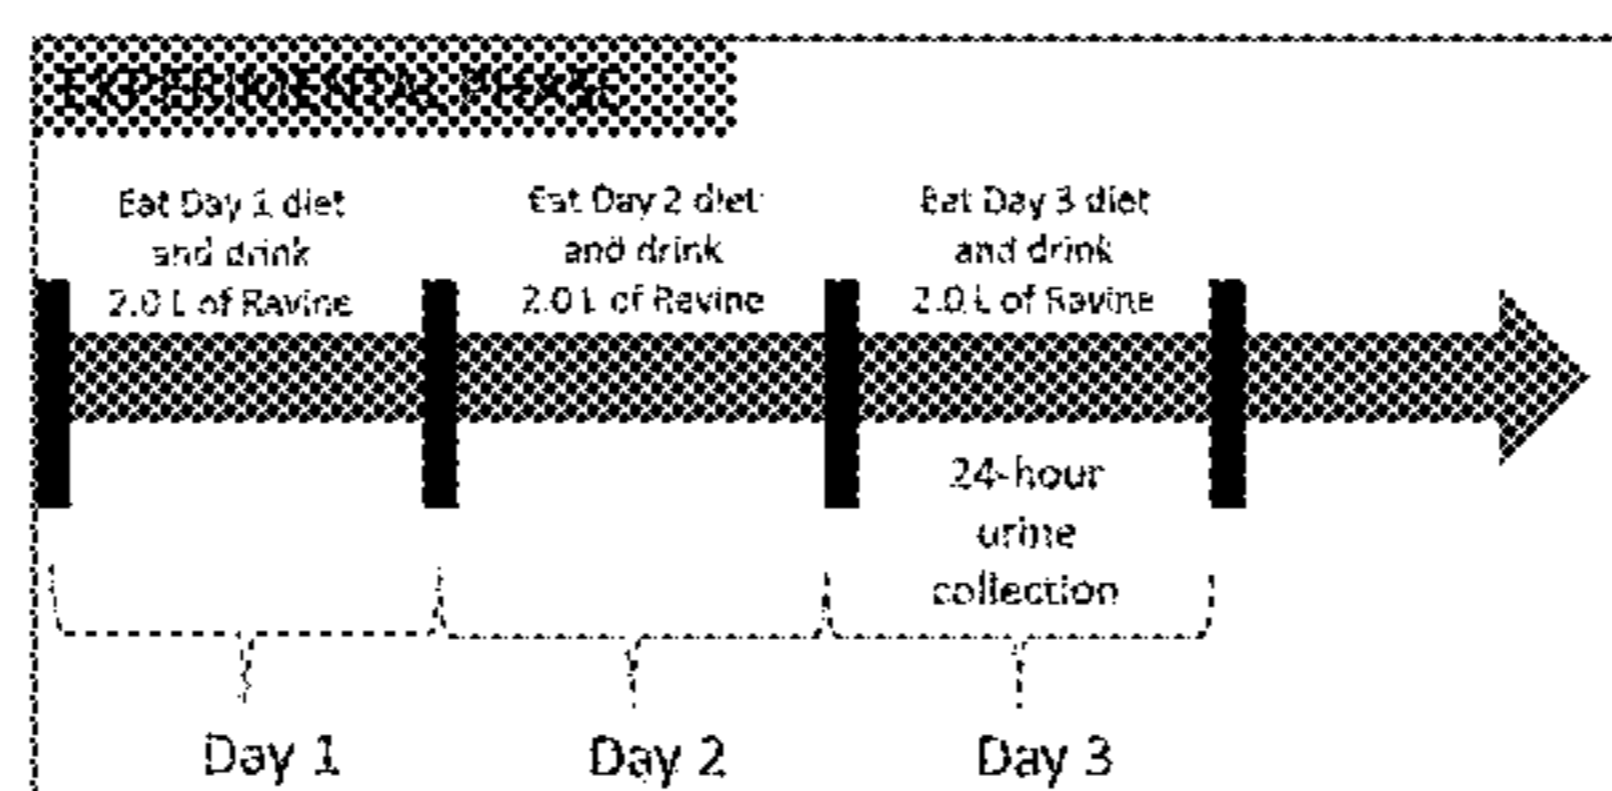 EXPERIMENTAL PHASE
Eat Day 1 diet
and drink
2.0 L of Ravine
Eat Day 2 diet
and drink
2.0 L of Ravine
Eat Day 3 diet
and drink
2.0 L of Ravine
24-hour
urine
collection
Day 1
Day 2
Day 3